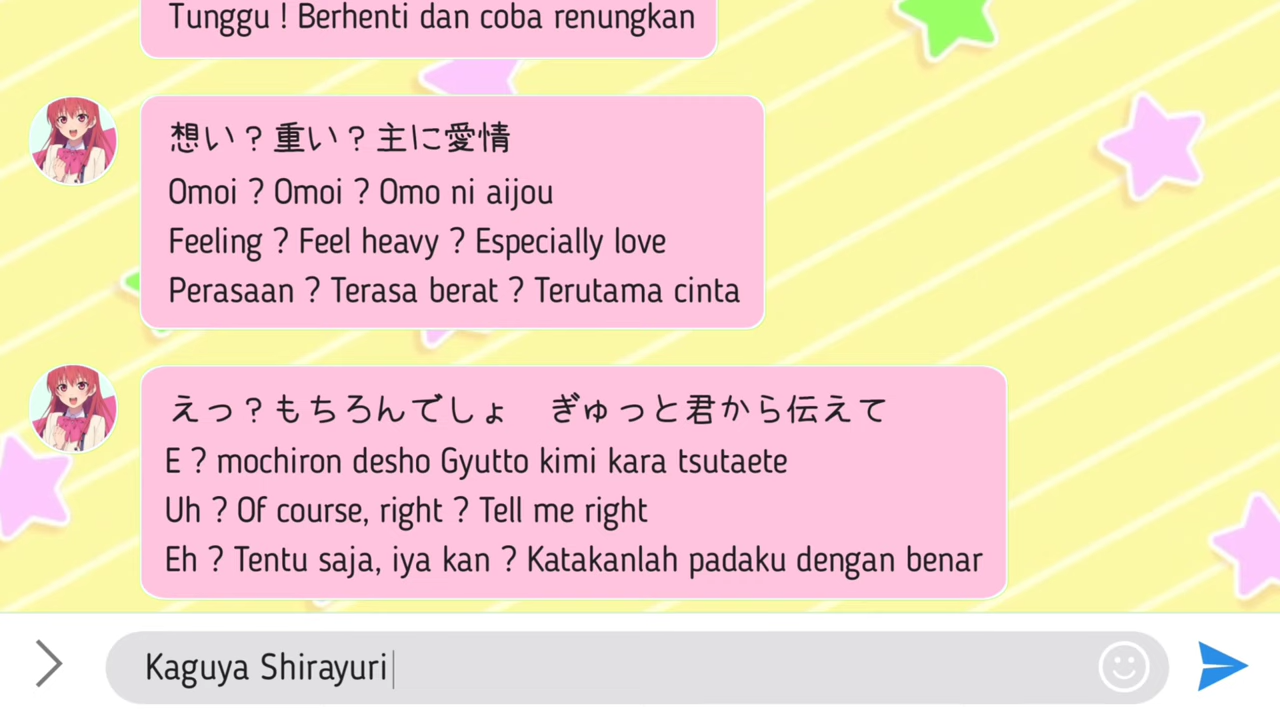 Tunggu ! Berhenti dan coba renungkan
想い？重い？主に愛情
Omoi ? Omoi ? Omo ni aijou
Feeling ? Feel heavy ? Especially love
Perasaan ? Terasa berat ? Terutama cinta
えっ？もちろんでしょ　ぎゅっと君から伝えて
E ? mochiron desho Gyutto kimi kara tsutaete
Uh ? Of course, right ? Tell me right
Eh ? Tentu saja, iya kan ? Katakanlah padaku dengan benar
Kaguya Shirayuri